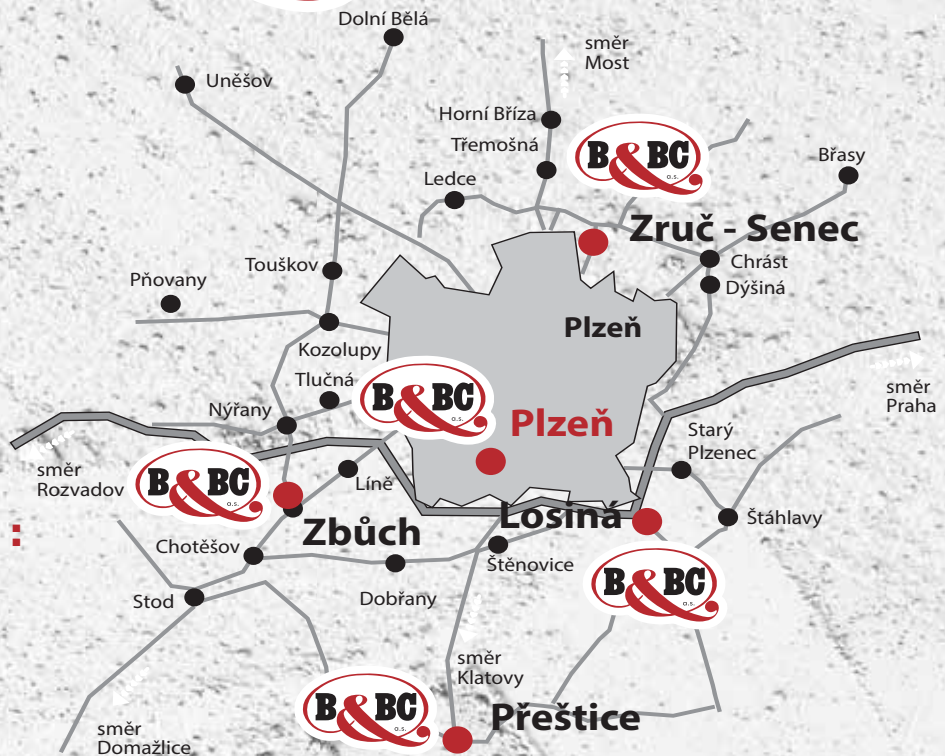 Dolní Bělá
směr
Most
Uněšov
Horní Bříza
Třemošná
B&BC
a.s.
Břasy
Ledce
Zruč - Senec
Chrást
Touškov
Pňovany
Dýšiná
Plzeň
Kozolupy
Tlučná
B&BC
a.s.
směr
Praha
Nýřany
Plzeň
Starý
Plzenec
směr
Rozvadov
B&BC
a.s.
Líně
Losiná
Štáhlavy
:
Zbůch
Chotěšov
Štěnovice
B&BC
a.s.
Dobřany
Stod
směr
Klatovy
B&BC
a.s.
Přeštice
směr
Domažlice